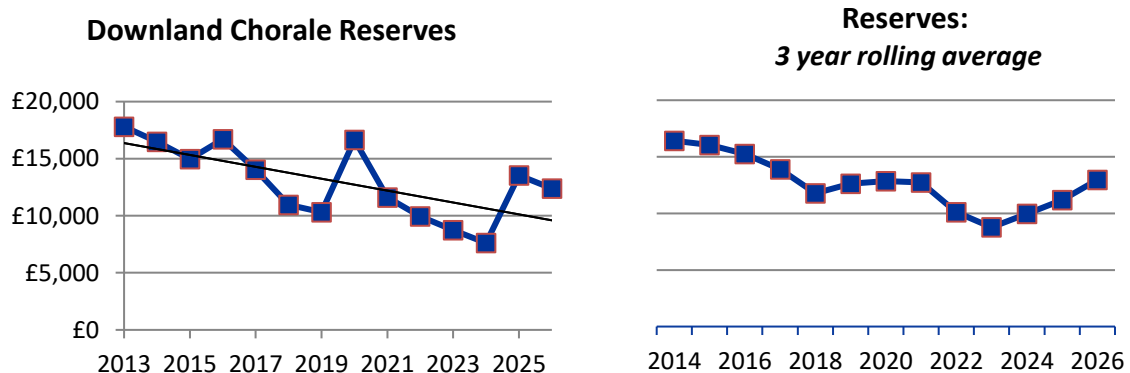 Downland Chorale Reserves
£20,000
£15,000
£10,000
£5,000
£0
2013 2015 2017 2019 2021 2023 2025
Reserves:
3 year rolling average
2014 2016 2018 2020 2022 2024 2026